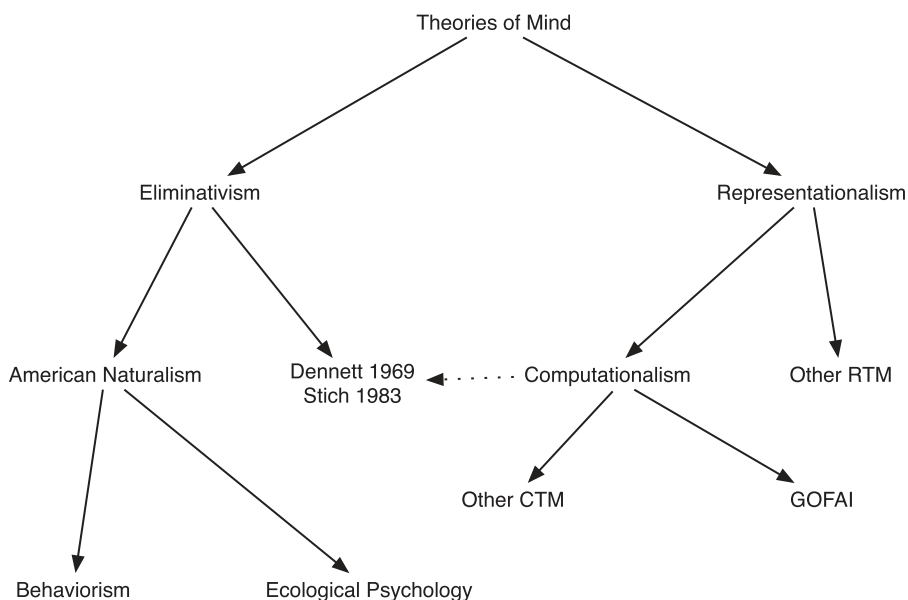 Theories of Mind
Eliminativism
Representationalism
American Naturalism
Dennett 1969
Stich 1983
Computationalism
Other RTM
Other CTM
GOFAI
Behaviorism
Ecological Psychology